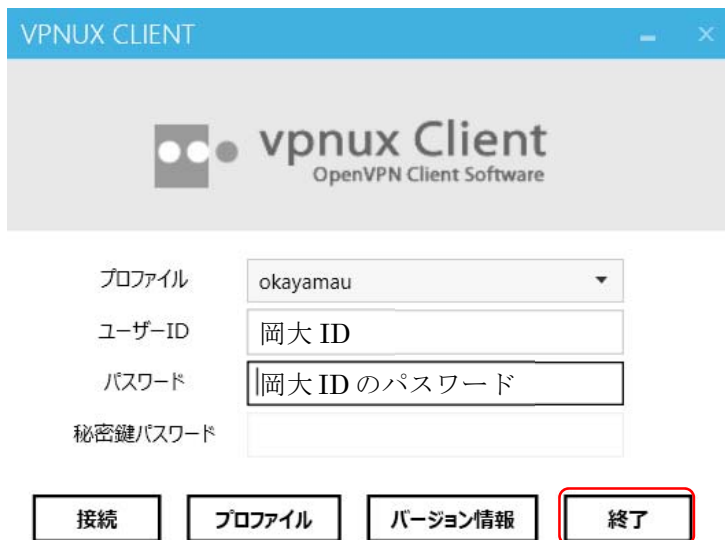 VPNUX CLIENT
vpnux Client
OpenVPN Client Software
プロファイル okayamau
ユーザーID 岡大 ID
パスワード 岡大 ID のパスワード
秘密鍵パスワード
接続 プロファイル バージョン情報 終了